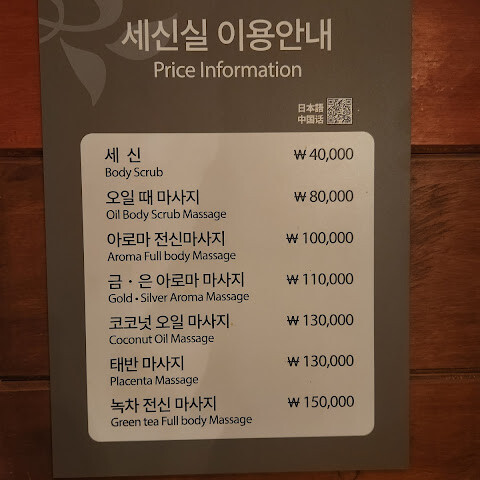 세신실 이용안내
Price Information
日本語
中国话
세 신 ₩ 40,000
Body Scrub
오일 때 마사지 ₩ 80,000
Oil Body Scrub Massage
아로마 전신마사지 ₩ 100,000
Aroma Full body Massage
금 · 은 아로마 마사지 ₩ 110,000
Gold • Silver Aroma Massage
코코넛 오일 마사지 ₩ 130,000
Coconut Oil Massage
태반 마사지 ₩ 130,000
Placenta Massage
녹차 전신 마사지 ₩ 150,000
Green tea Full body Massage